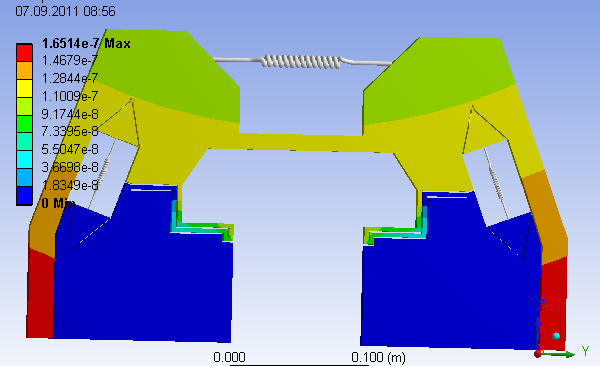 07.09.2011 08:56
1.6514e-7 Max
1.4679e-7
1.2844e-7
1.1009e-7
9.1744e-8
7.3395e-8
5.5047e-8
3.6698e-8
1.8349e-8
0 Min
0.000
0.100 (m)
Y